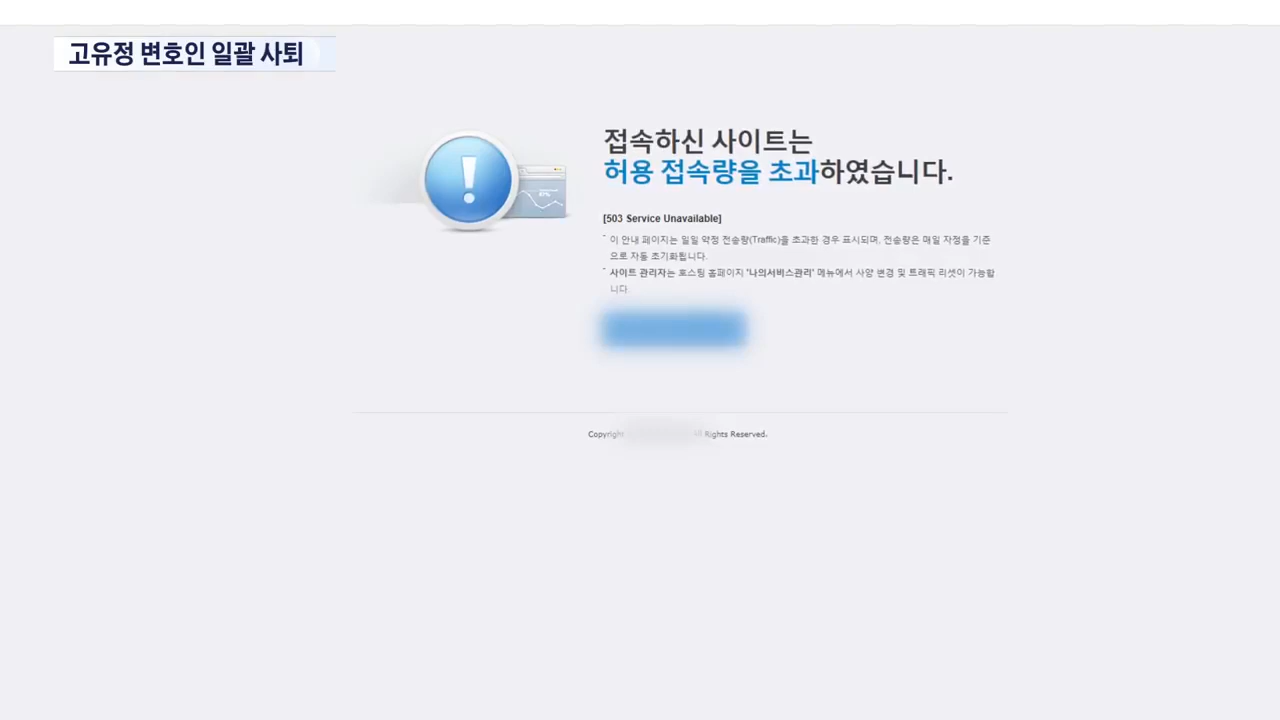 고유정 변호인 일괄 사퇴
접속하신 사이트는
허용 접속량을 초과하였습니다.
[503 Service Unavailable]
- 이 안내 페이지는 일일 약정 전송량(Traffic)을 초과한 경우 표시되며, 전송량은 매일 자정을 기준
으로 자동 초기화됩니다.
- 사이트 관리자는 호스팅 홈페이지 '나의서비스관리' 메뉴에서 사양 변경 및 트래픽 리셋이 가능합
니다.
Copyright All Rights Reserved.